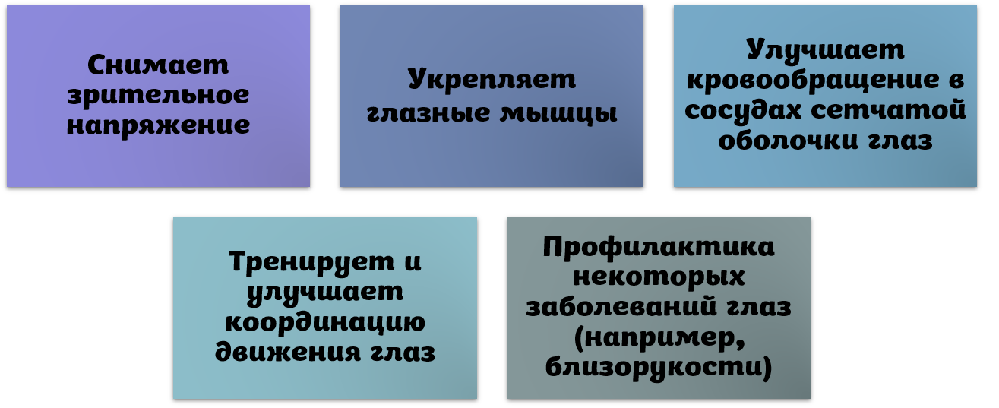 Снимает
зрительное
напряжение
Укрепляет
глазные мышцы
Улучшает
кровообращение в
сосудах сетчатой
оболочки глаз
Тренирует и
улучшает
координацию
движения глаз
Профилактика
некоторых
заболеваний глаз
(например,
близорукости)